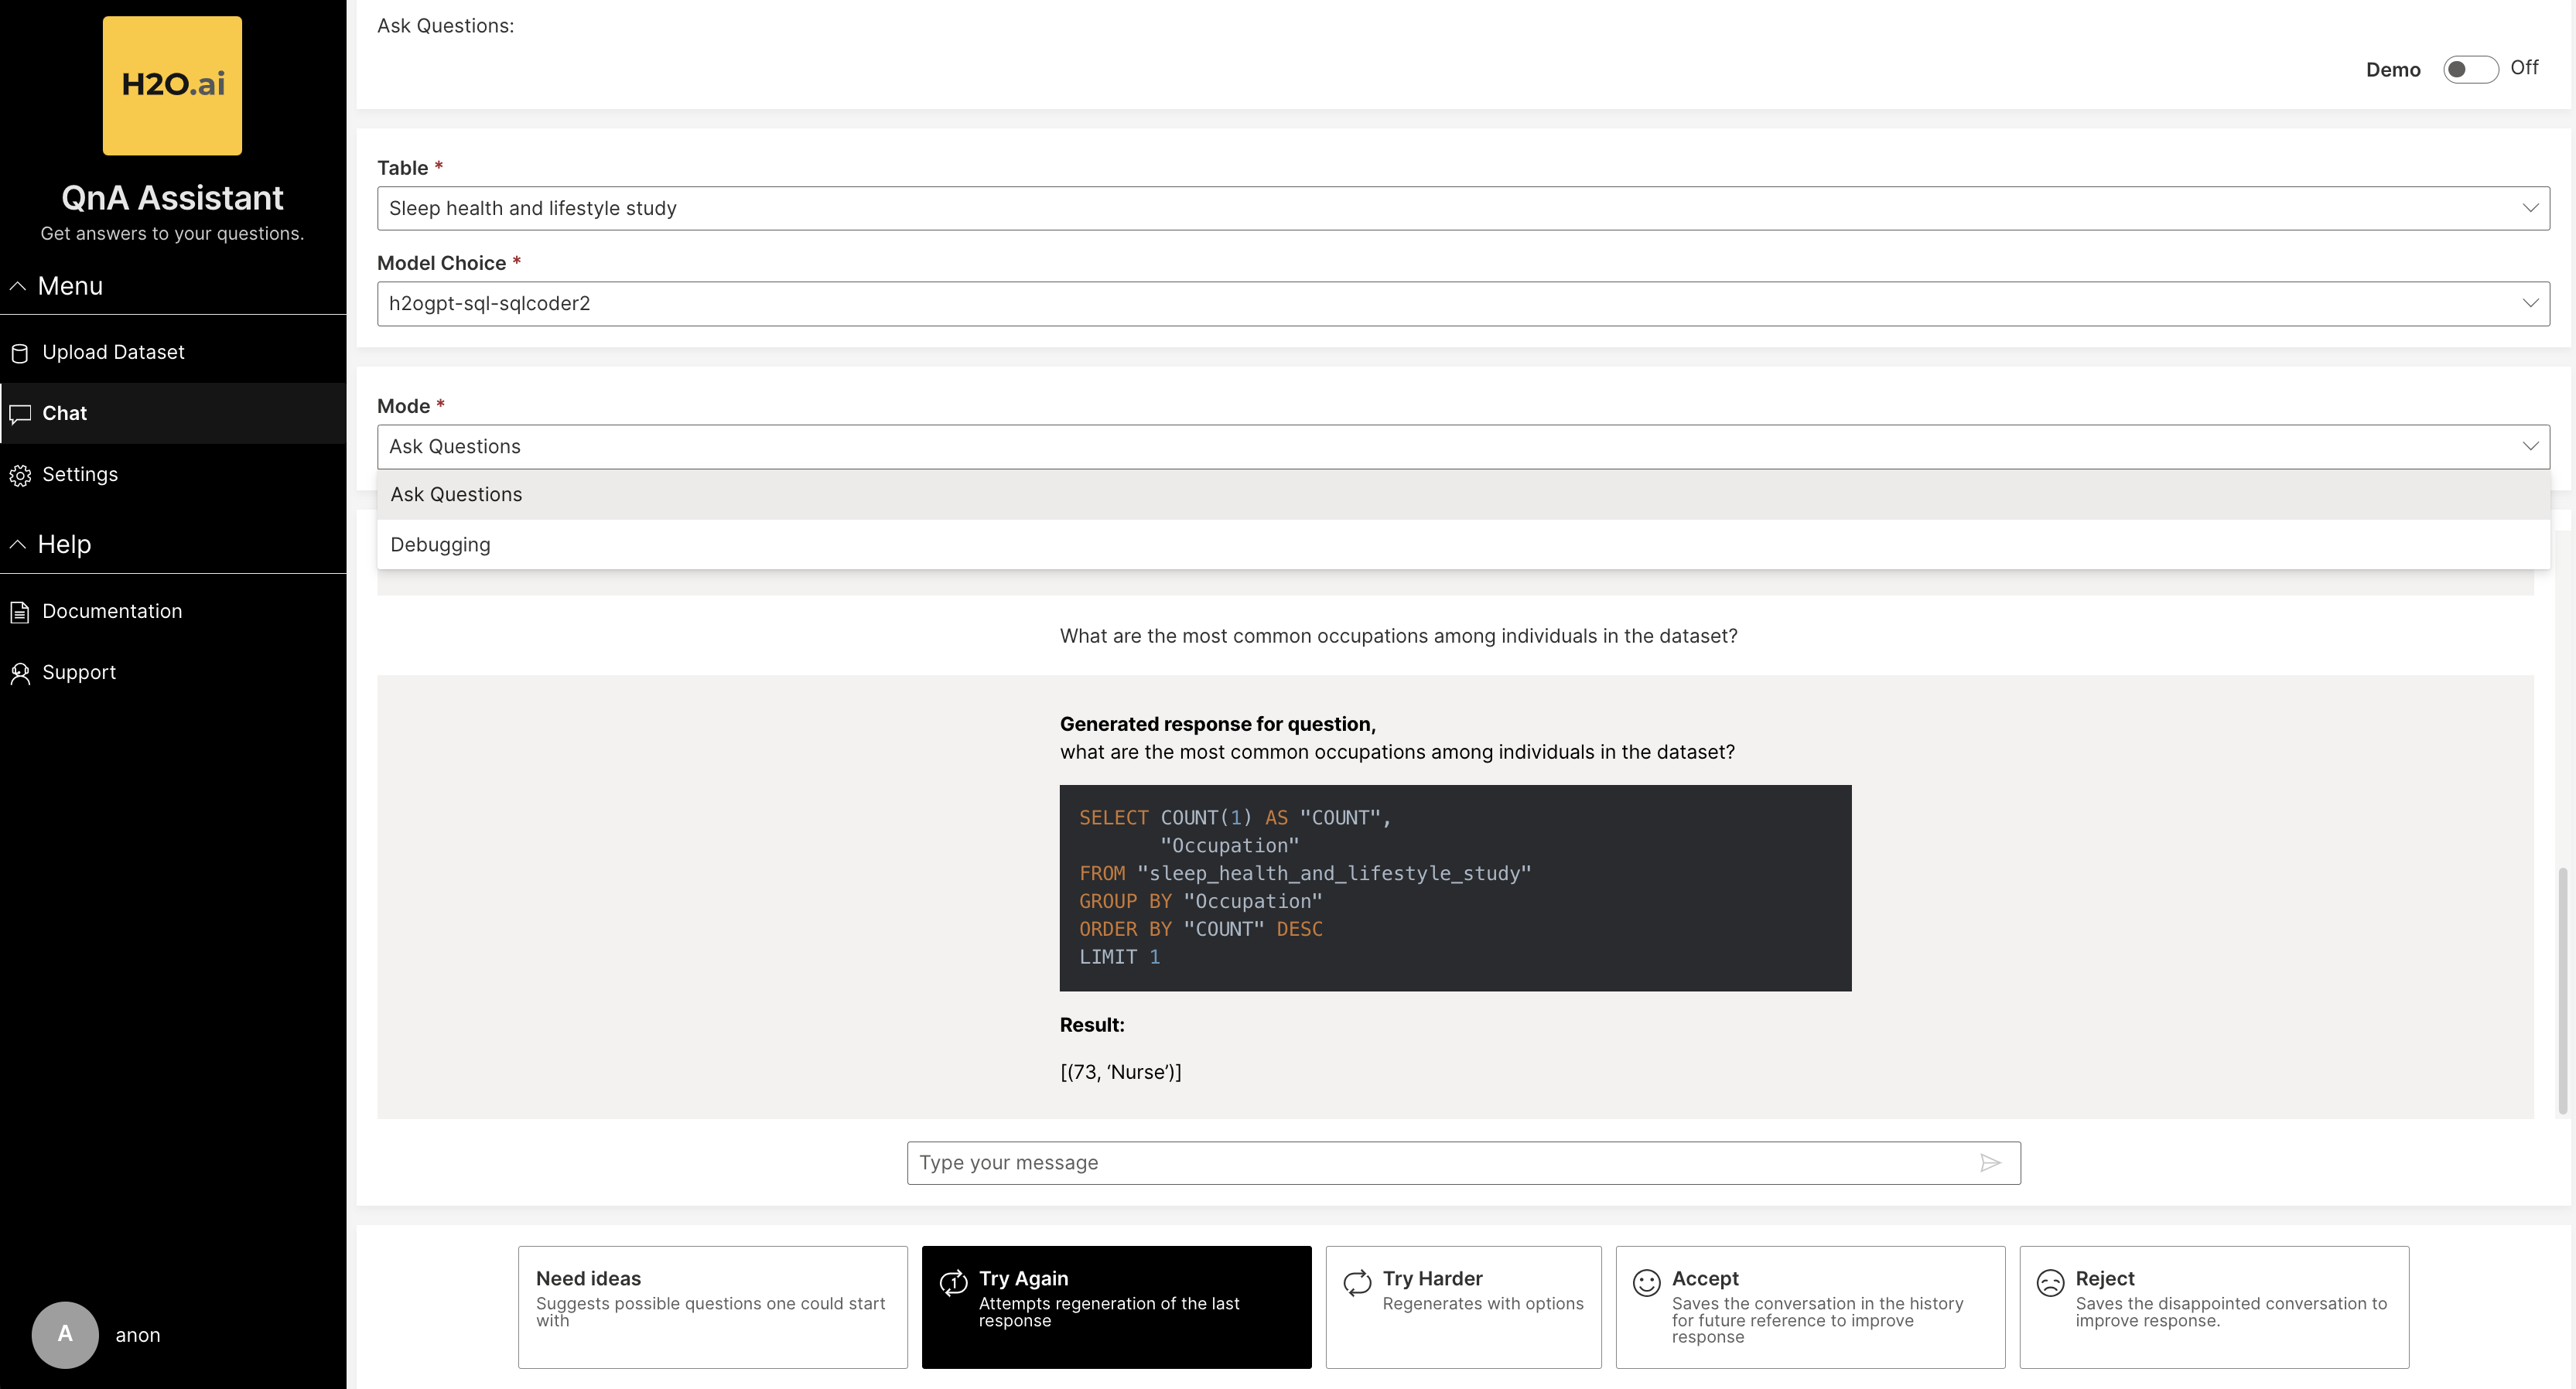 H2O.ai
QnA Assistant
Get answers to your questions.
Menu
Upload Dataset
Chat
Settings
Help
Documentation
Support
A
anon
Ask Questions:
Demo
Off
Table *
Sleep health and lifestyle study
Model Choice *
h2ogpt-sql-sqlcoder2
Mode *
Ask Questions
Ask Questions
Debugging
What are the most common occupations among individuals in the dataset?
Generated response for question,
what are the most common occupations among individuals in the dataset?
SELECT COUNT(1) AS "COUNT",
"Occupation"
FROM "sleep_health_and_lifestyle_study"
GROUP BY "Occupation"
ORDER BY "COUNT" DESC
LIMIT 1
Result:
[(73, ‘Nurse’)]
Type your message
Need ideas
Suggests possible questions one could start
with
1
Try Again
Attempts regeneration of the last
response
Try Harder
Regenerates with options
Accept
Saves the conversation in the history
for future reference to improve
response
Reject
Saves the disappointed conversation to
improve response.